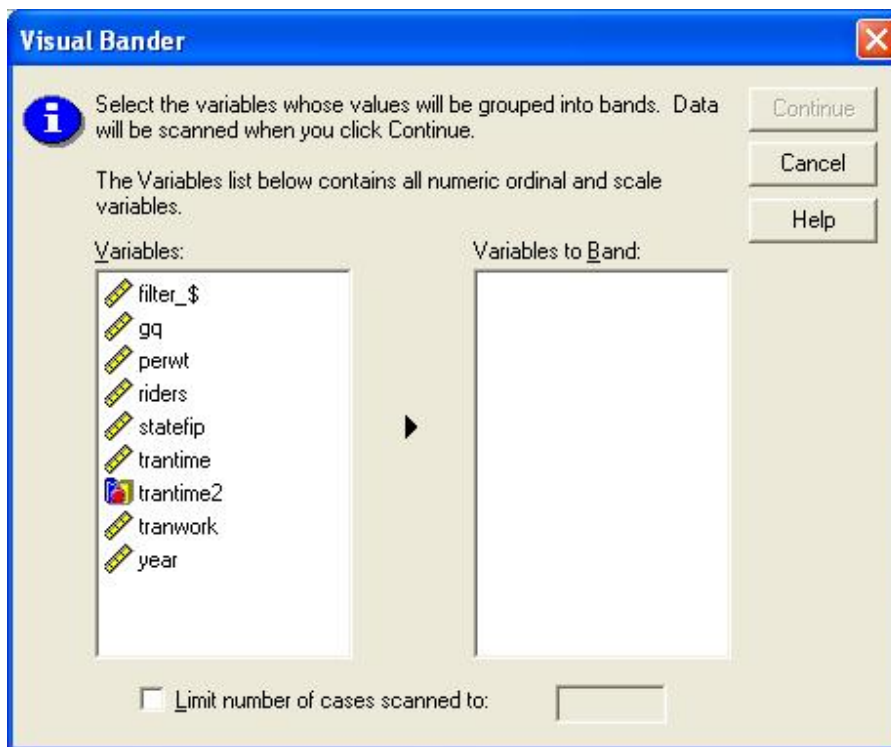 Visual Bander
Select the variables whose values will be grouped into bands. Data
will be scanned when you click Continue.
The Variables list below contains all numeric ordinal and scale
variables.
Continue
Cancel
Help
Variables:
filter_$
gq
perwt
riders
statefip
trantime
trantime2
tranwork
year
Variables to Band:
Limit number of cases scanned to: